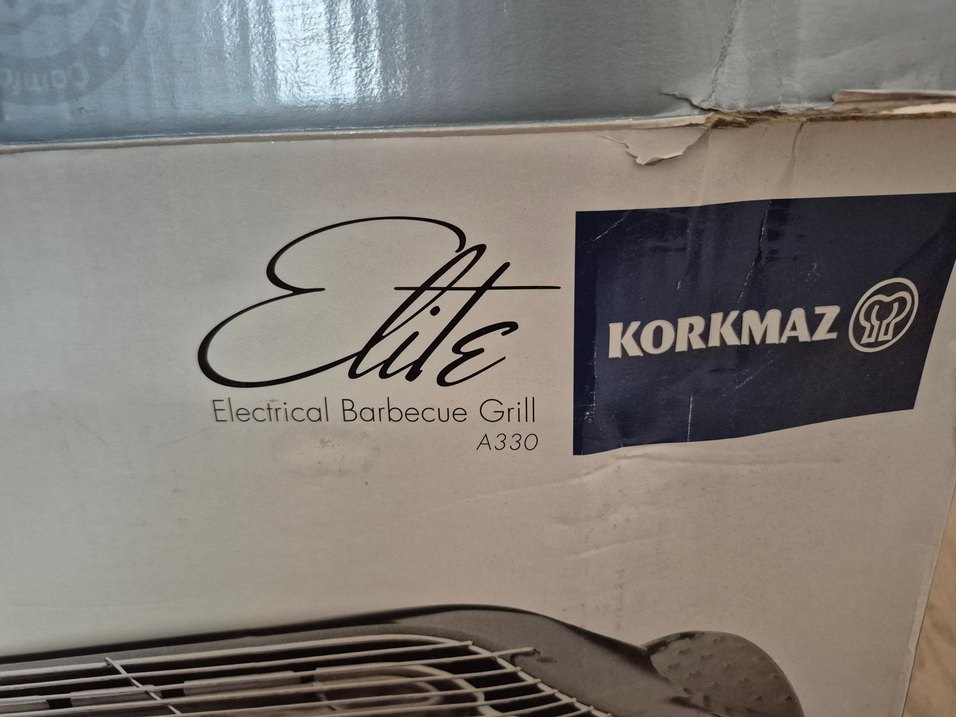 Elite
Electrical Barbecue Grill
A330
KORKMAZ